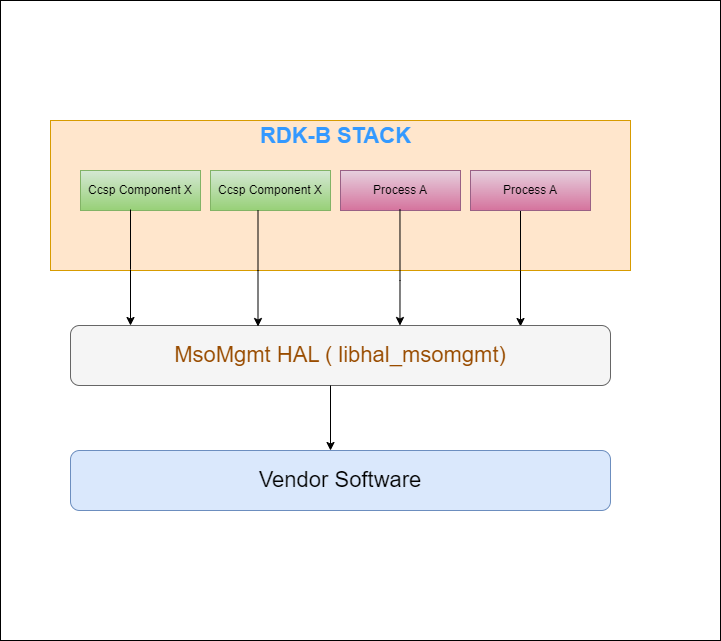 RDK-B STACK
Ccsp Component X
Ccsp Component X
Process A
Process A
MsoMgmt HAL ( libhal_msomgmt)
Vendor Software